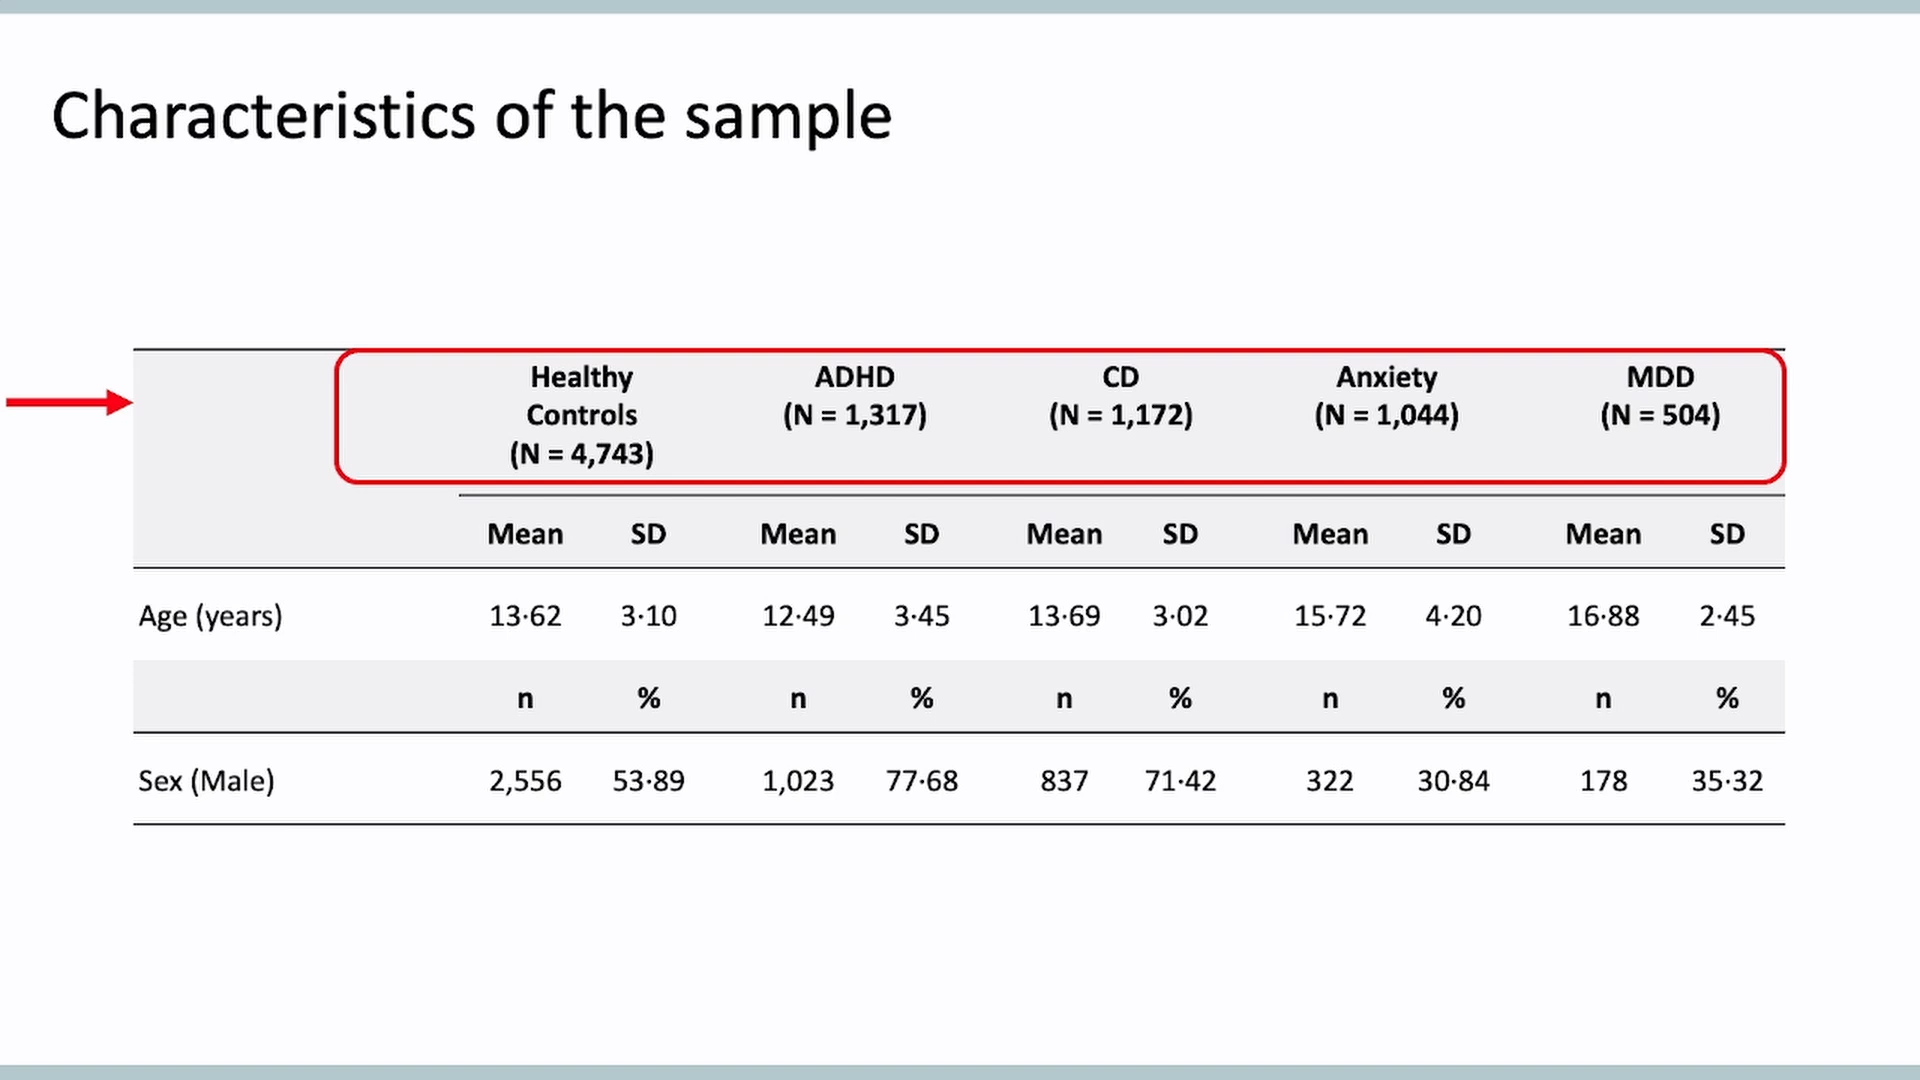 Characteristics of the sample
Healthy Controls (N = 4,743) ADHD (N = 1,317) CD (N = 1,172) Anxiety (N = 1,044) MDD (N = 504)
Mean SD Mean SD Mean SD Mean SD Mean SD
Age (years) 13·62 3·10 12·49 3·45 13·69 3·02 15·72 4·20 16·88 2·45
n % n % n % n % n %
Sex (Male) 2,556 53·89 1,023 77·68 837 71·42 322 30·84 178 35·32